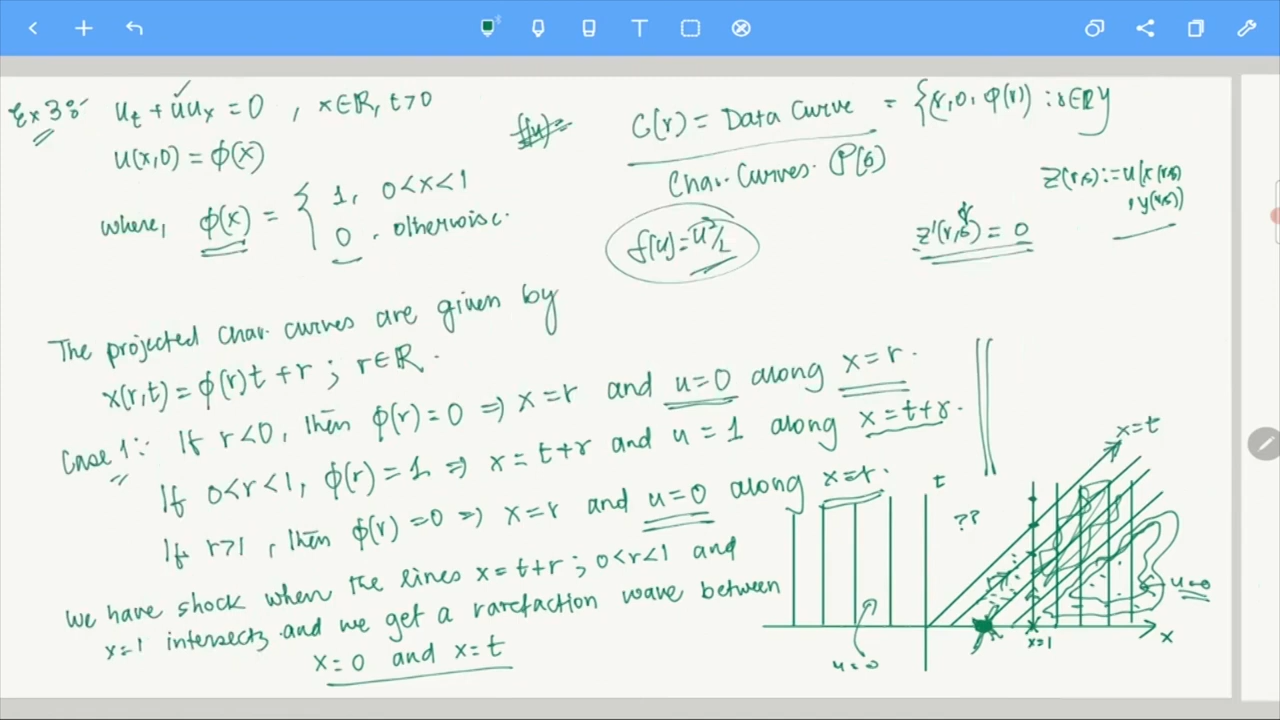 Ex 3:- u_t + u u_x = 0 , x∈ℝ, t>0
u(x,0) = ϕ(x)
where, ϕ(x) = { 1, 0<x<1
0, otherwise.
C(r) = Data Curve = {(r, 0, ϕ(r)) : r∈ℝ}
Char. Curves. P(s)
f(u) = u²/2
Z(r,s) := u(x(r,s)
, y(r,s))
z'(r,s) = 0
The projected char. curves are given by
x(r,t) = ϕ(r)t + r ; r∈ℝ.
Case 1: If r<0, then ϕ(r) = 0 ⇒ x=r and u=0 along x=r.
If 0<r<1, ϕ(r) = 1 ⇒ x = t+r and u = 1 along x = t+r.
If r>1, then ϕ(r) = 0 ⇒ x=r and u=0 along x=r.
We have shock when the lines x = t+r ; 0<r<1 and
x=1 intersects and we get a rarefaction wave between
x=0 and x=t
x=t
t
??
u=0
x=1
x
u=0